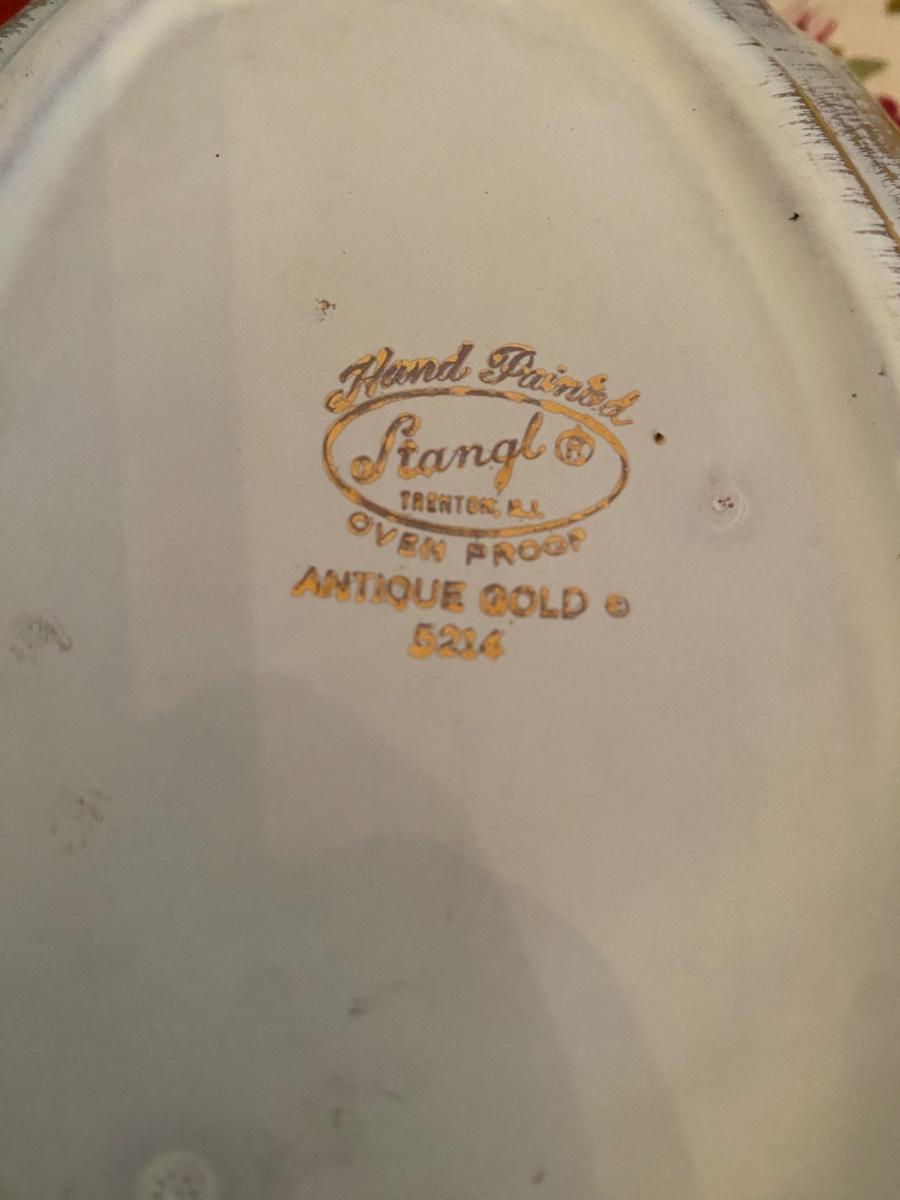 Hand Painted
Stangl ®
TRENTON, N.J.
OVEN PROOF
ANTIQUE GOLD ©
5214